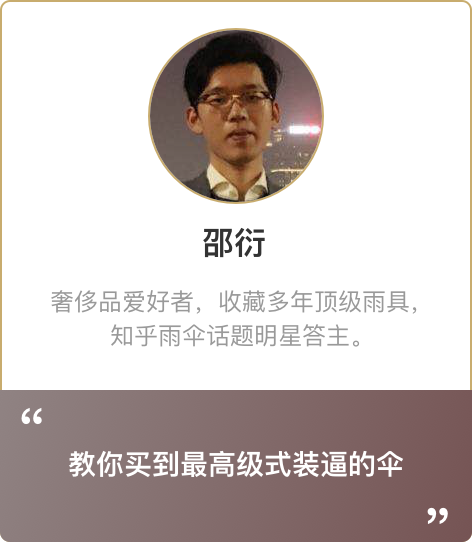 邵衍
奢侈品爱好者，收藏多年顶级雨具，
知乎雨伞话题明星答主。
“
教你买到最高级式装逼的伞
”